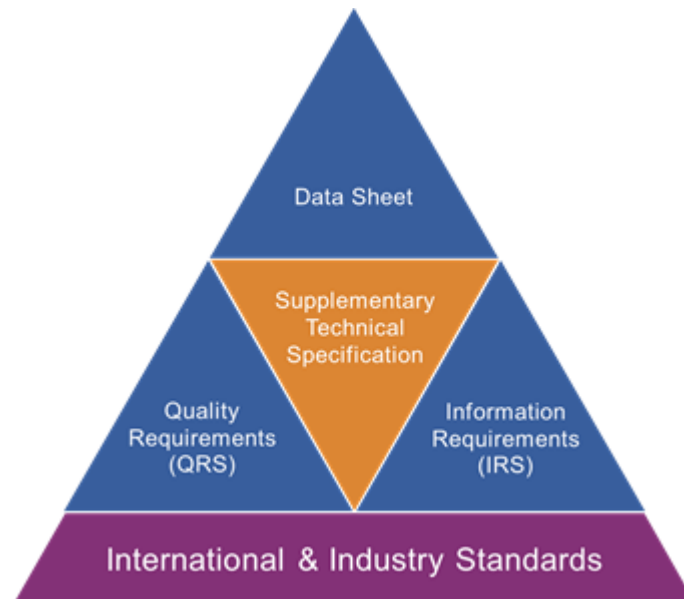 Data Sheet
Supplementary
Technical
Specification
Quality
Requirements
(QRS)
Information
Requirements
(IRS)
International & Industry Standards